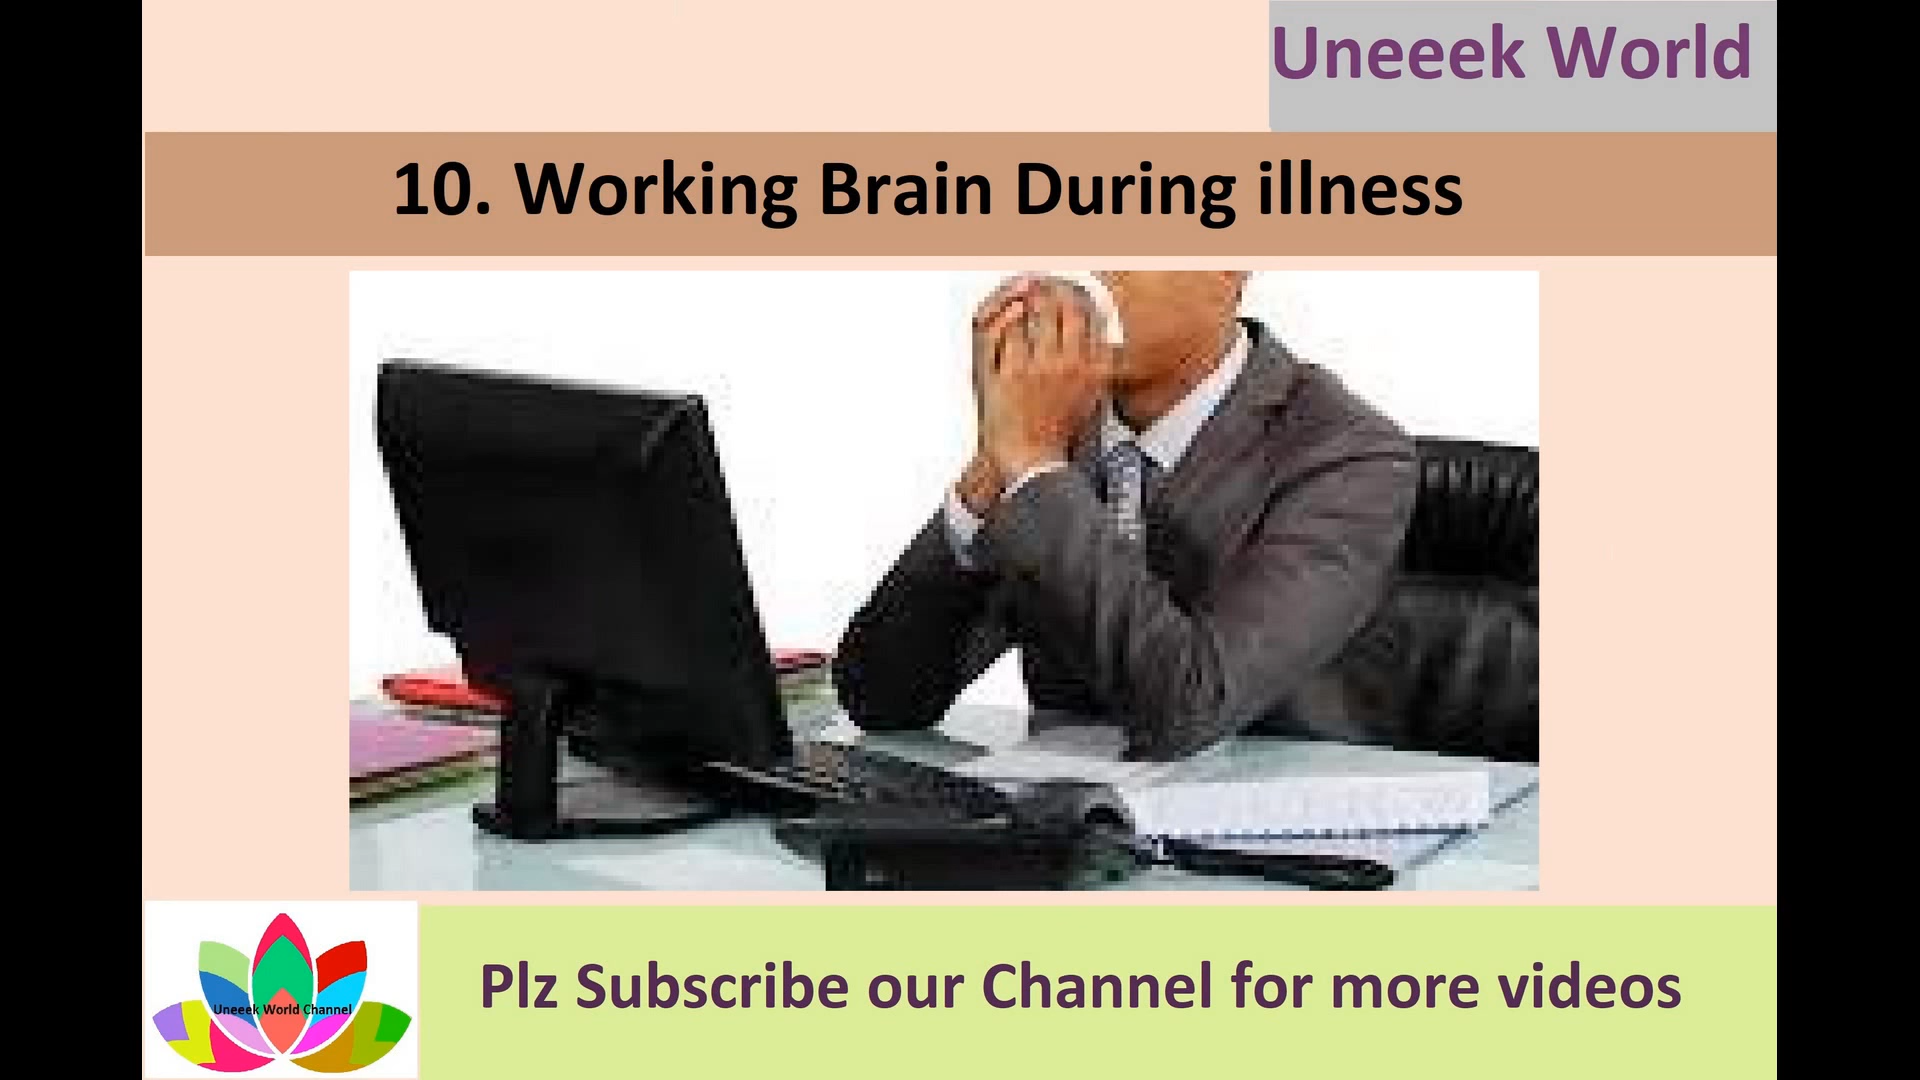 Uneeek World
10. Working Brain During illness
Uneeek World Channel
Plz Subscribe our Channel for more videos